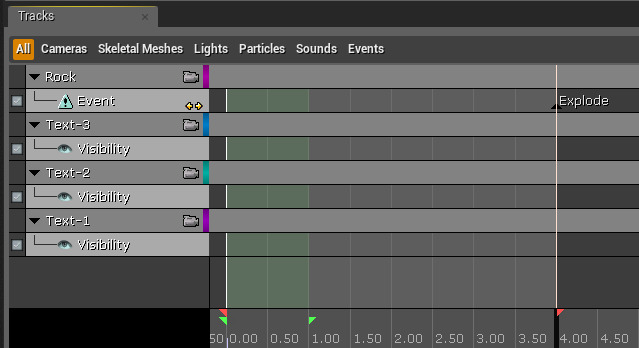 Tracks
All Cameras Skeletal Meshes Lights Particles Sounds Events
Rock
Event
Explode
Text-3
Visibility
Text-2
Visibility
Text-1
Visibility
50 0.00 0.50 1.00 1.50 2.00 2.50 3.00 3.50 4.00 4.50